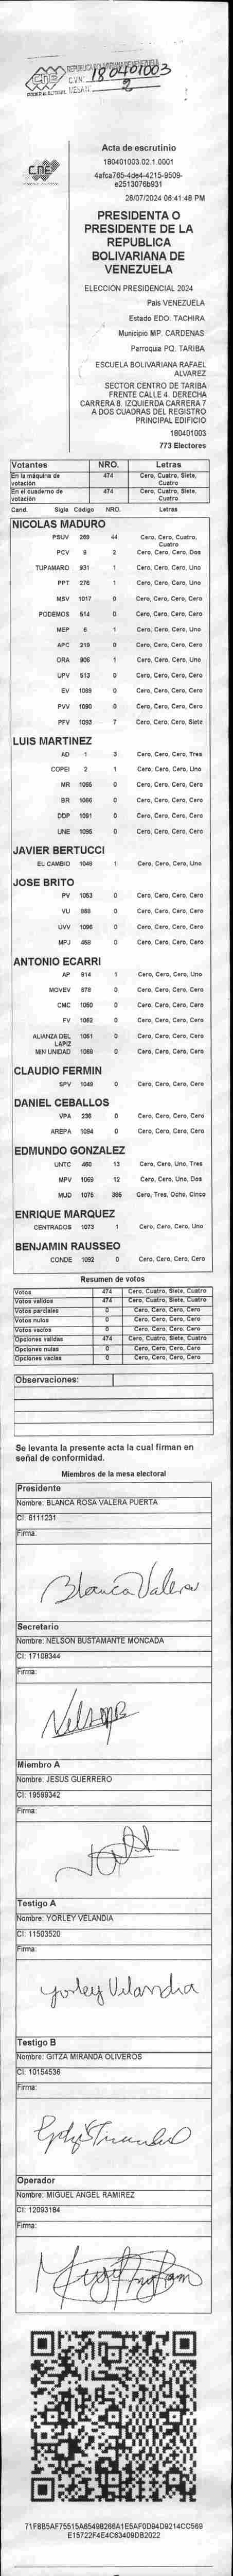 REPUBLICA BOLIVARIANA DE VENEZUELA
C.V.N°: 180401003
MESA N°: 2
CNE
CNE
Acta de escrutinio
180401003.02.1.0001
4afca765-4de4-4215-9509-
e2513076b931
28/07/2024 06:41:48 PM
PRESIDENTA O
PRESIDENTE DE LA
REPUBLICA
BOLIVARIANA DE
VENEZUELA
ELECCIÓN PRESIDENCIAL 2024
Pais VENEZUELA
Estado EDO. TACHIRA
Municipio MP. CARDENAS
Parroquia PQ. TARIBA
ESCUELA BOLIVARIANA RAFAEL
ALVAREZ
SECTOR CENTRO DE TARIBA
FRENTE CALLE 4. DERECHA
CARRERA 8. IZQUIERDA CARRERA 7
A DOS CUADRAS DEL REGISTRO
PRINCIPAL EDIFICIO
180401003
773 Electores
Votantes NRO. Letras
En la máquina de votación 474 Cero, Cuatro, Siete, Cuatro
En el cuaderno de votación 474 Cero, Cuatro, Siete, Cuatro
Cand. Sigla Código NRO. Letras
NICOLAS MADURO
PSUV 269 44 Cero, Cero, Cuatro, Cuatro
PCV 9 2 Cero, Cero, Cero, Dos
TUPAMARO 931 1 Cero, Cero, Cero, Uno
PPT 276 1 Cero, Cero, Cero, Uno
MSV 1017 0 Cero, Cero, Cero, Cero
PODEMOS 514 0 Cero, Cero, Cero, Cero
MEP 6 1 Cero, Cero, Cero, Uno
APC 219 0 Cero, Cero, Cero, Cero
ORA 906 1 Cero, Cero, Cero, Uno
UPV 513 0 Cero, Cero, Cero, Cero
EV 1089 0 Cero, Cero, Cero, Cero
PVV 1090 0 Cero, Cero, Cero, Cero
PFV 1093 7 Cero, Cero, Cero, Siete
LUIS MARTINEZ
AD 1 3 Cero, Cero, Cero, Tres
COPEI 2 1 Cero, Cero, Cero, Uno
MR 1065 0 Cero, Cero, Cero, Cero
BR 1066 0 Cero, Cero, Cero, Cero
DDP 1091 0 Cero, Cero, Cero, Cero
UNE 1095 0 Cero, Cero, Cero, Cero
JAVIER BERTUCCI
EL CAMBIO 1048 1 Cero, Cero, Cero, Uno
JOSE BRITO
PV 1053 0 Cero, Cero, Cero, Cero
VU 868 0 Cero, Cero, Cero, Cero
UVV 1096 0 Cero, Cero, Cero, Cero
MPJ 458 0 Cero, Cero, Cero, Cero
ANTONIO ECARRI
AP 914 1 Cero, Cero, Cero, Uno
MOVEV 878 0 Cero, Cero, Cero, Cero
CMC 1050 0 Cero, Cero, Cero, Cero
FV 1062 0 Cero, Cero, Cero, Cero
ALIANZA DEL LAPIZ 1051 0 Cero, Cero, Cero, Cero
MIN UNIDAD 1069 0 Cero, Cero, Cero, Cero
CLAUDIO FERMIN
SPV 1049 0 Cero, Cero, Cero, Cero
DANIEL CEBALLOS
VPA 236 0 Cero, Cero, Cero, Cero
AREPA 1094 0 Cero, Cero, Cero, Cero
EDMUNDO GONZALEZ
UNTC 460 13 Cero, Cero, Uno, Tres
MPV 1069 12 Cero, Cero, Uno, Dos
MUD 1075 385 Cero, Tres, Ocho, Cinco
ENRIQUE MARQUEZ
CENTRADOS 1073 1 Cero, Cero, Cero, Uno
BENJAMIN RAUSSEO
CONDE 1092 0 Cero, Cero, Cero, Cero
Resumen de votos
Votos 474 Cero, Cuatro, Siete, Cuatro
Votos validos 474 Cero, Cuatro, Siete, Cuatro
Votos parciales 0 Cero, Cero, Cero, Cero
Votos nulos 0 Cero, Cero, Cero, Cero
Votos vacios 0 Cero, Cero, Cero, Cero
Opciones validas 474 Cero, Cuatro, Siete, Cuatro
Opciones nulas 0 Cero, Cero, Cero, Cero
Opciones vacias 0 Cero, Cero, Cero, Cero
Observaciones:
Se levanta la presente acta la cual firman en
señal de conformidad.
Miembros de la mesa electoral
Presidente
Nombre: BLANCA ROSA VALERA PUERTA
CI: 6111231
Firma:
Blanca Valera
Secretario
Nombre: NELSON BUSTAMANTE MONCADA
CI: 17108344
Firma:
Nelson B
Miembro A
Nombre: JESUS GUERRERO
CI: 19599342
Firma:
Testigo A
Nombre: YORLEY VELANDIA
CI: 11503520
Firma:
Yorley Velandia
Testigo B
Nombre: GITZA MIRANDA OLIVEROS
CI: 10154536
Firma:
Operador
Nombre: MIGUEL ANGEL RAMIREZ
CI: 12093184
Firma:
71F8B5AF75515A65498266A1E5AF0D94D9214CC569
E15722F4E4C63409DB2022